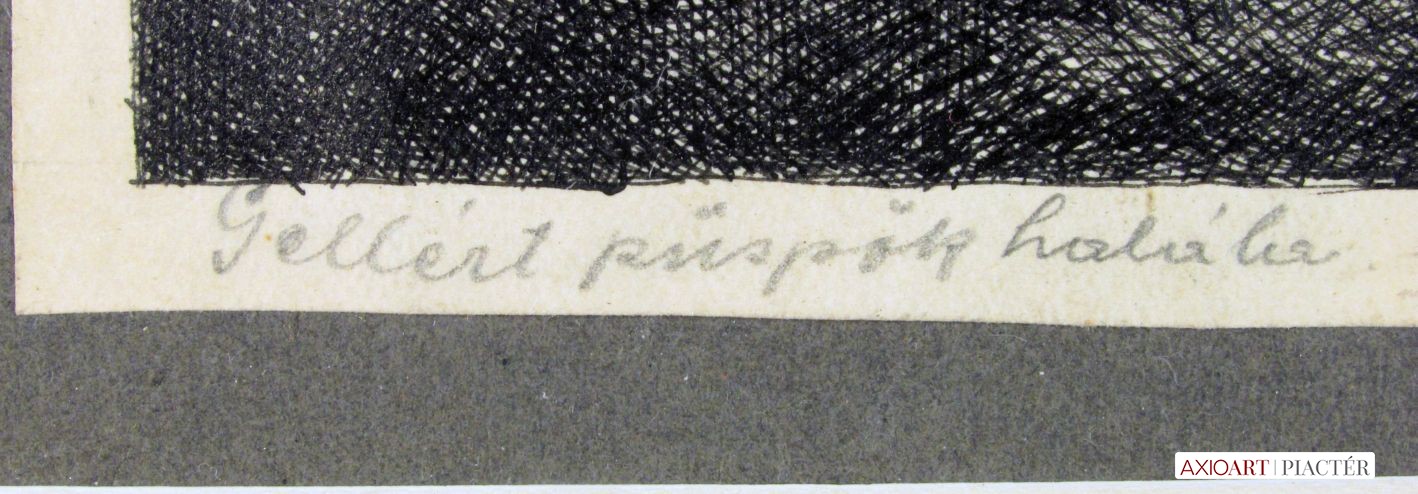 Gellért püspök halála
AXIOART | PIACTÉR